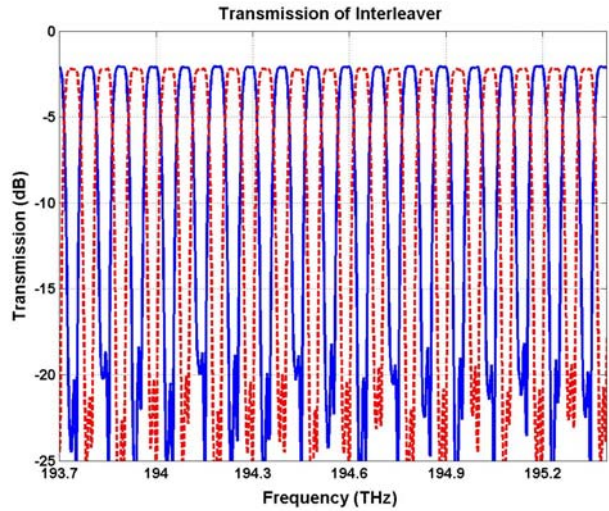 Transmission of Interleaver
0
-5
-10
-15
-20
-25
Transmission (dB)
193.7 194 194.3 194.6 194.9 195.2
Frequency (THz)